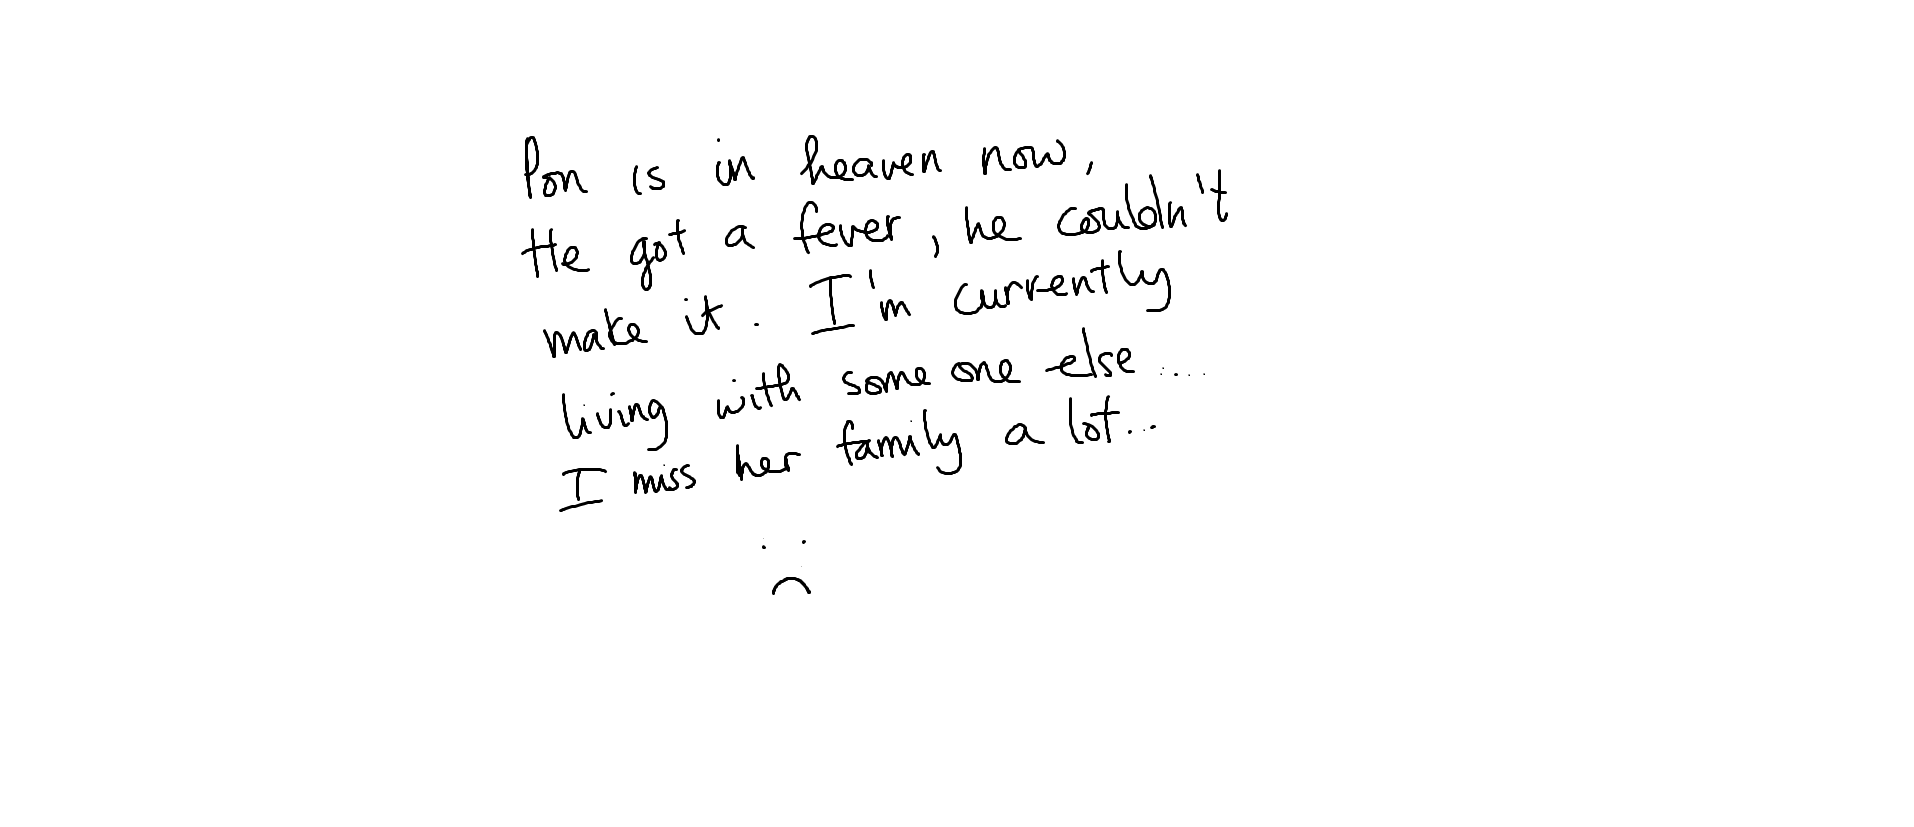 Pon is in heaven now,
He got a fever, he couldn't
make it. I'm currently
living with some one else....
I miss her family a lot...